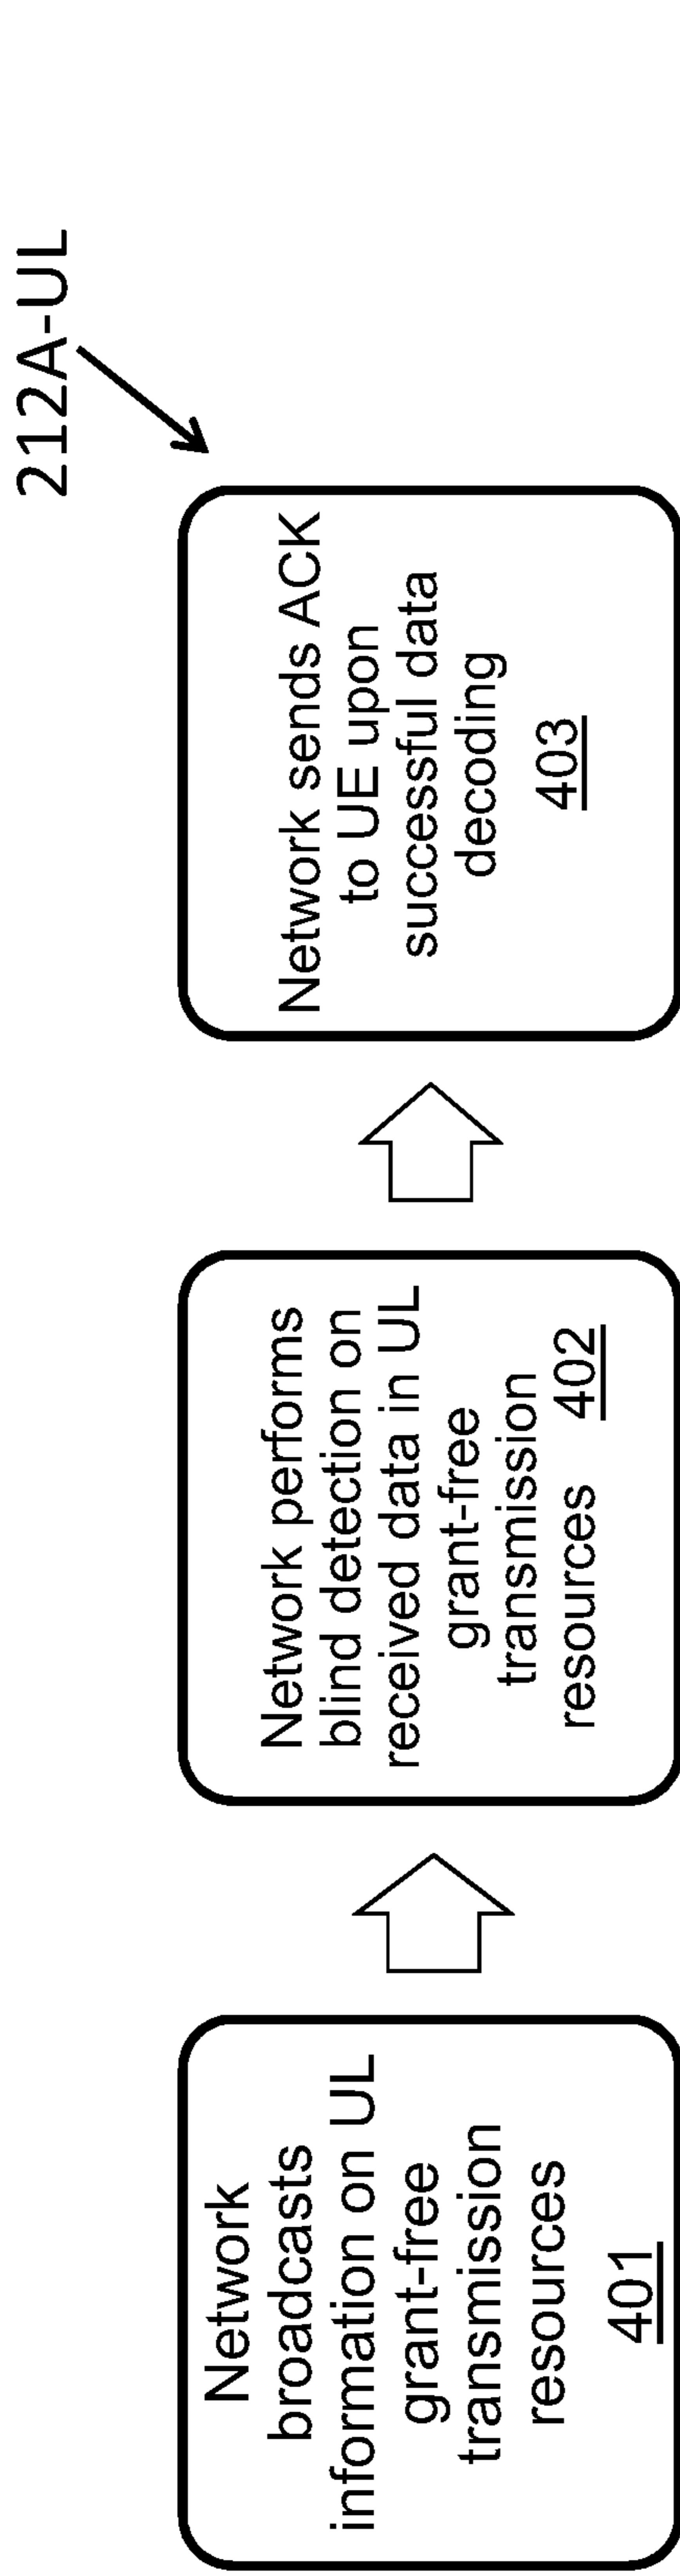 212A-UL
Network
broadcasts
information on UL
grant-free
transmission
resources
401
Network performs
blind detection on
received data in UL
grant-free
transmission
resources 402
Network sends ACK
to UE upon
successful data
decoding
403